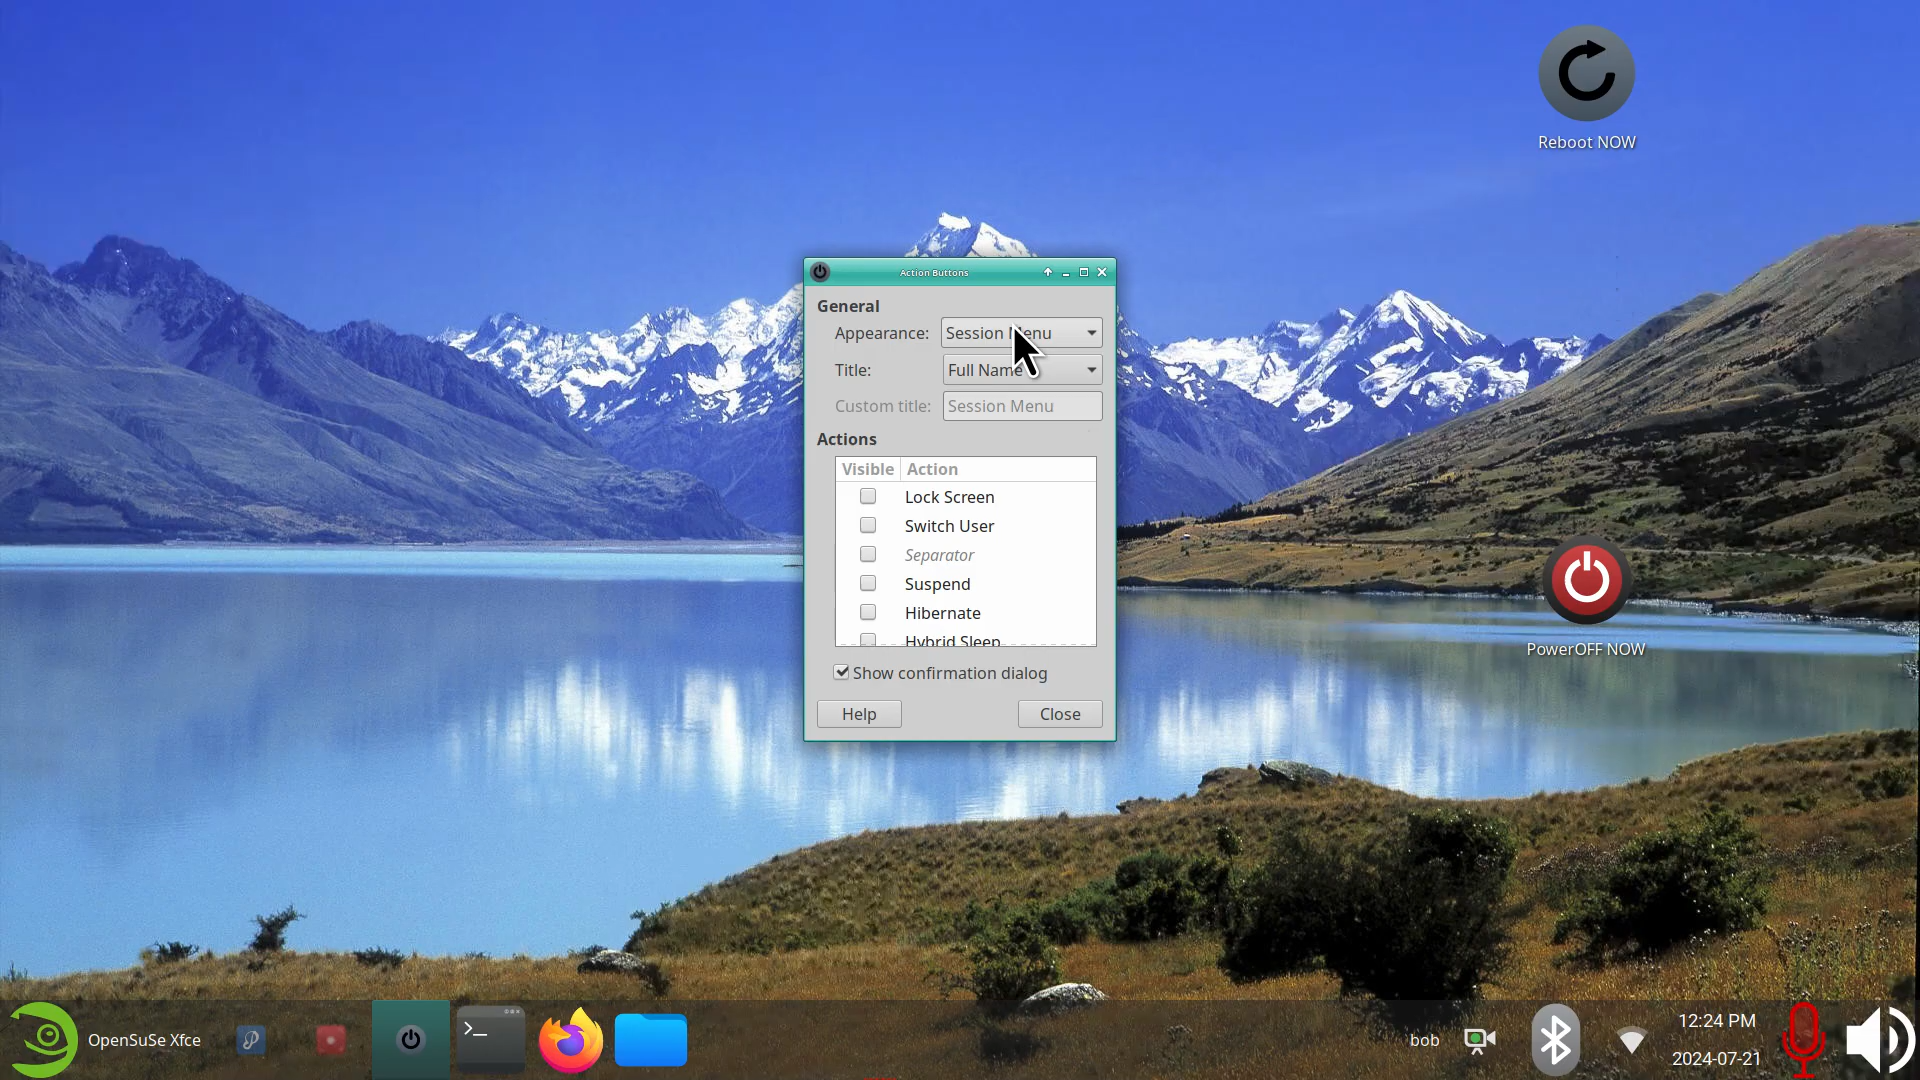 Reboot NOW
Action Buttons
General
Appearance: Session Menu
Title: Full Name
Custom title: Session Menu
Actions
Visible Action
Lock Screen
Switch User
Separator
Suspend
Hibernate
Hybrid Sleep
Show confirmation dialog
Help Close
PowerOFF NOW
OpenSuSe Xfce
bob
12:24 PM
2024-07-21